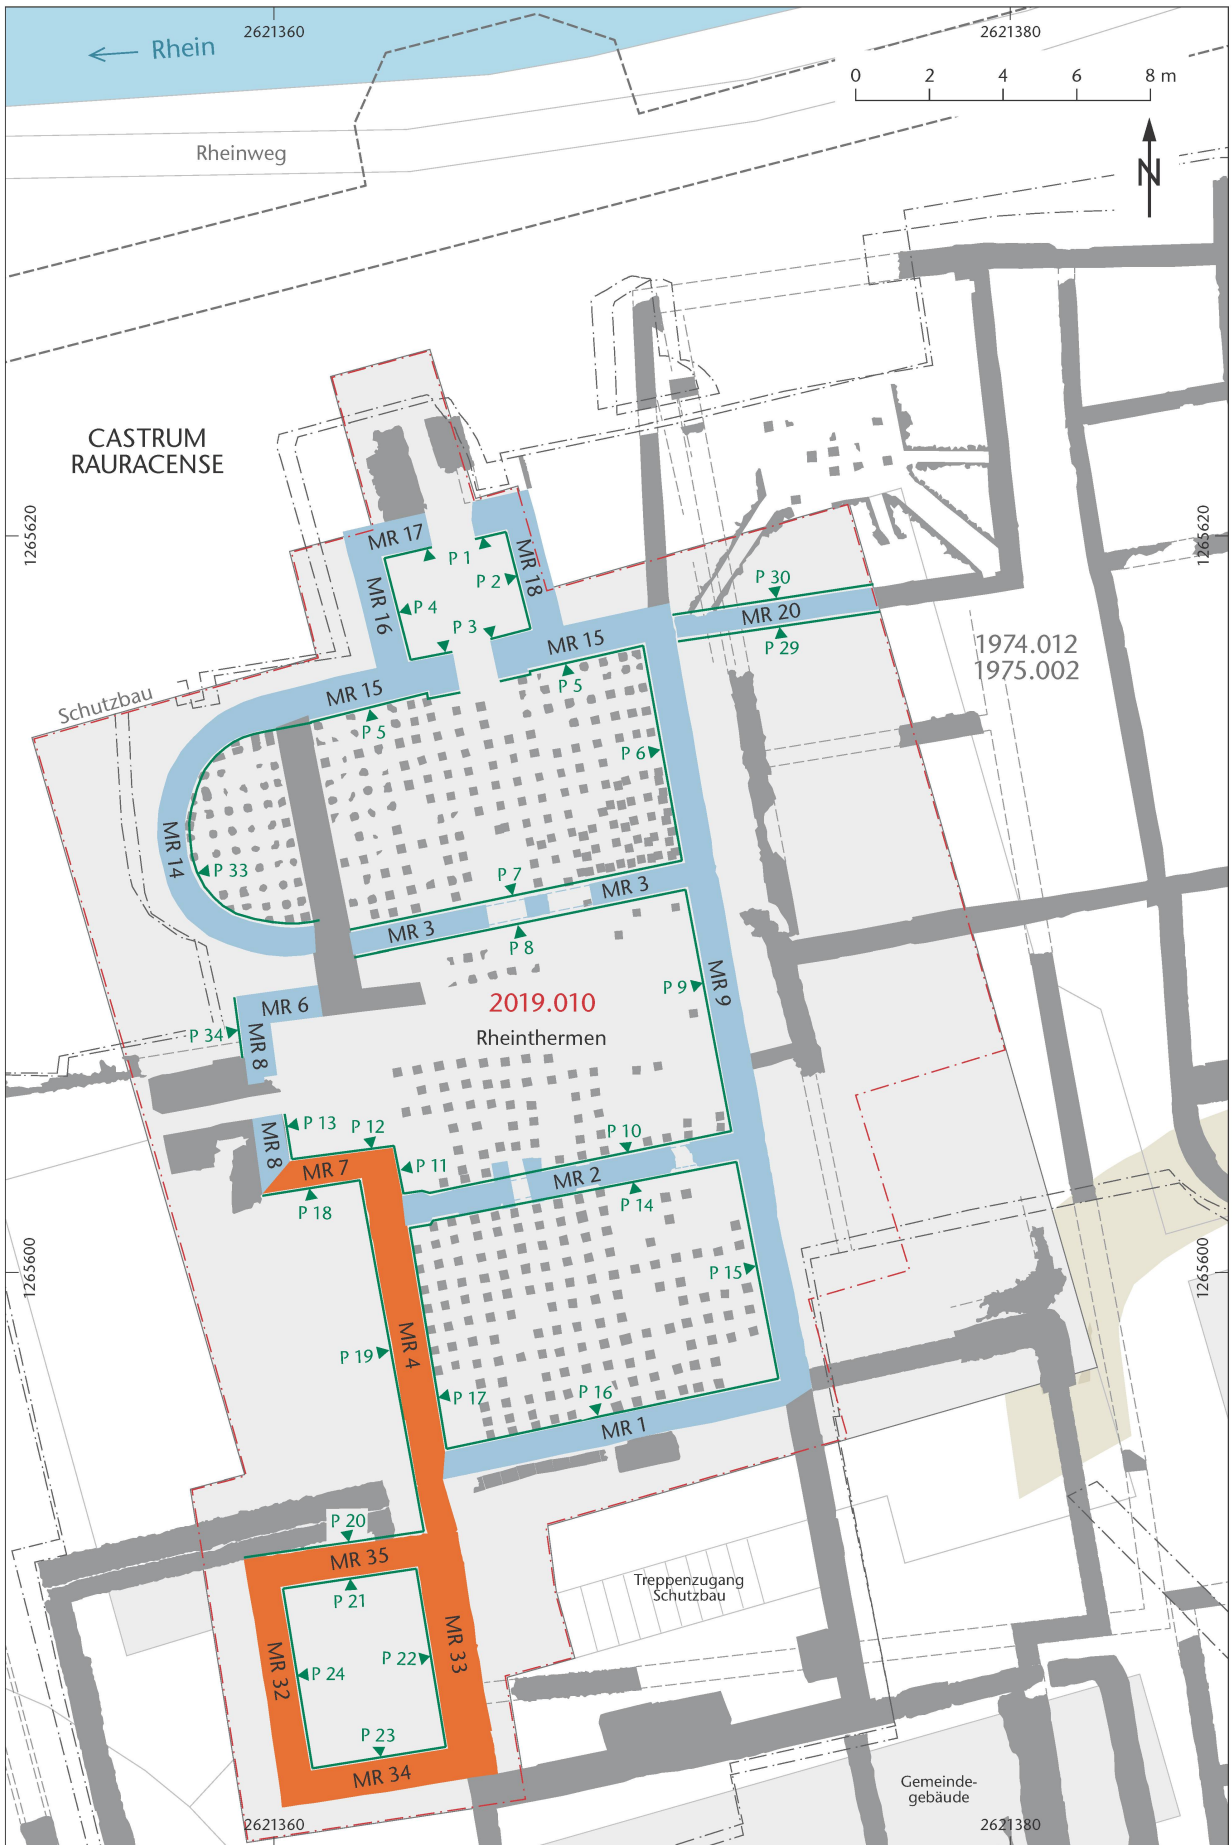 2621360
2621380
← Rhein
0 2 4 6 8 m
Rheinweg
N
CASTRUM
RAURACENSE
1265620
1265620
MR 17
P 1
MR 18
P 2
MR 16
P 4
P 3
P 30
MR 20
P 29
MR 15
P 5
1974.012
1975.002
Schutzbau
MR 15
P 5
P 6
MR 14
P 33
P 7
MR 3
MR 3
P 8
P 9
MR 9
2019.010
Rheinthermen
MR 6
P 34
MR 8
P 13
P 12
MR 8
P 10
MR 7
P 11
MR 2
P 18
P 14
1265600
1265600
P 15
P 19
MR 4
P 17
P 16
MR 1
P 20
MR 35
P 21
Treppenzugang
Schutzbau
MR 33
P 22
MR 32
P 24
P 23
MR 34
Gemeinde-
gebäude
2621360
2621380